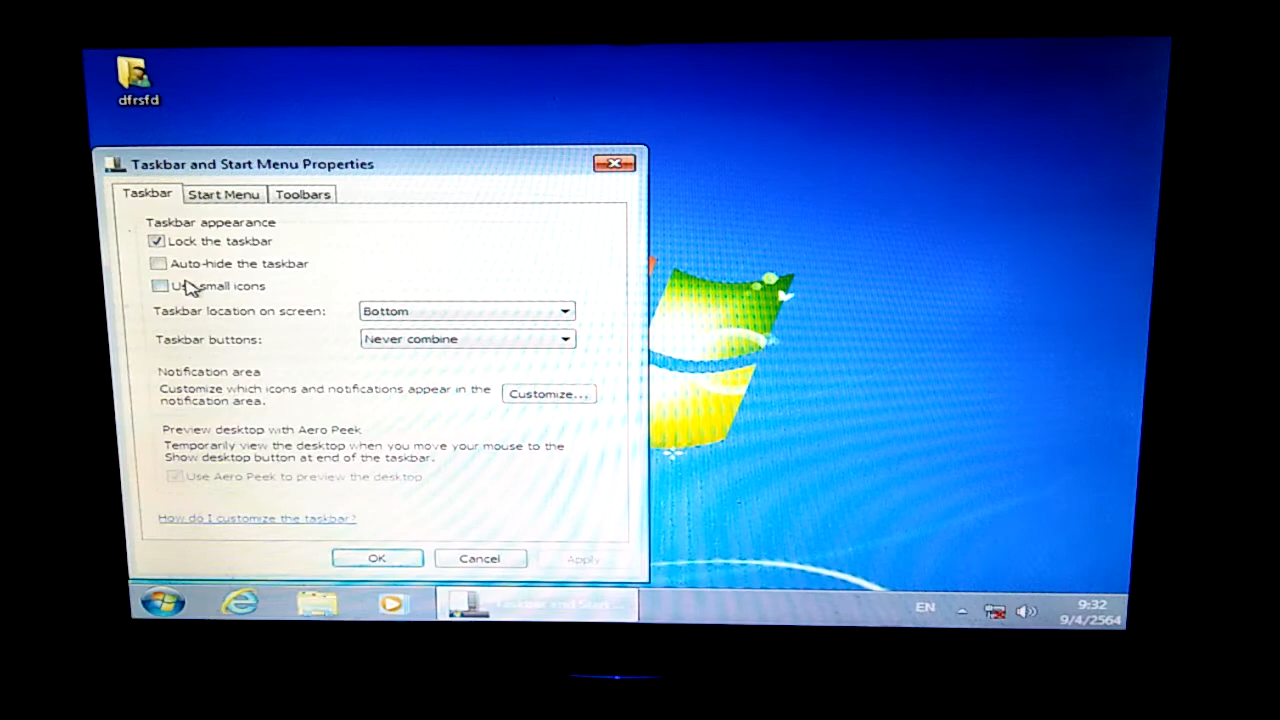 dfrsfd
Taskbar and Start Menu Properties
Taskbar
Start Menu
Toolbars
Taskbar appearance
Lock the taskbar
Auto-hide the taskbar
small icons
Taskbar location on screen:
Bottom
Taskbar buttons:
Never combine
Notification area
Customize which icons and notifications appear in the
notification area.
Customize...
Preview desktop with Aero Peek
Temporarily view the desktop when you move your mouse to the
Show desktop button at end of the taskbar.
Use Aero Peek to preview the desktop
How do I customize the taskbar?
OK
Cancel
Apply
Taskbar and Start ...
EN
9:32
9/4/2564